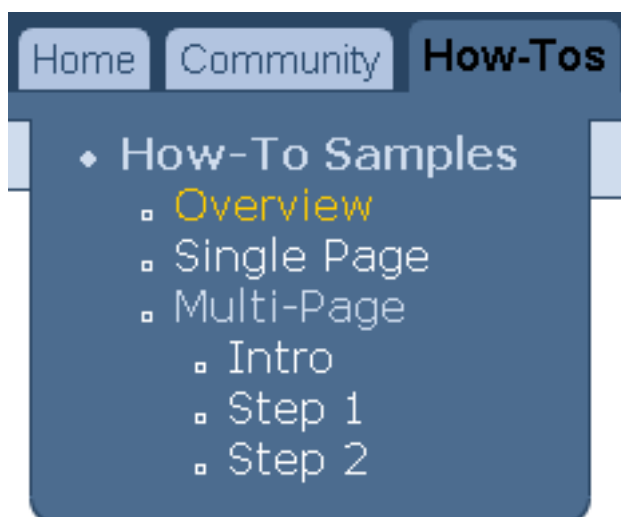 Home Community How-Tos
How-To Samples
Overview
Single Page
Multi-Page
Intro
Step 1
Step 2